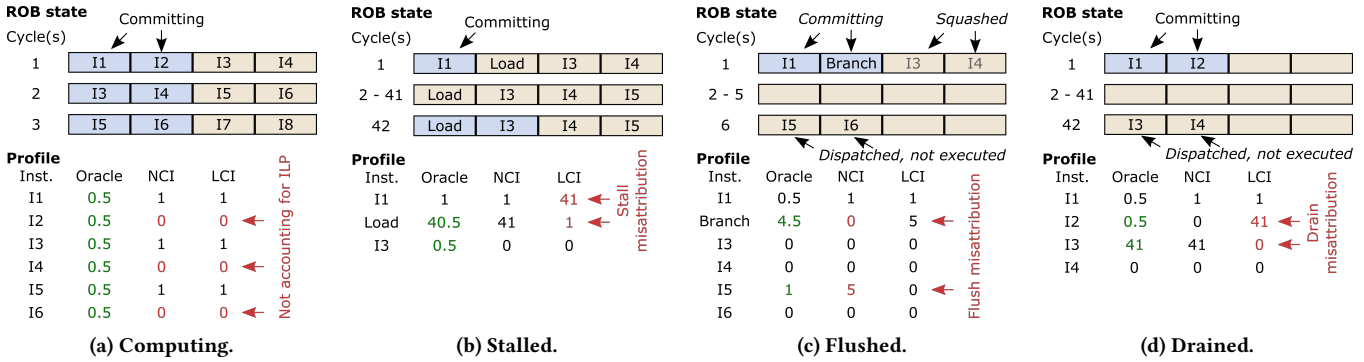 ROB state
Committing
Cycle(s)
1 I1 I2 I3 I4
2 I3 I4 I5 I6
3 I5 I6 I7 I8
Profile
Inst. Oracle NCI LCI
I1 0.5 1 1
I2 0.5 0 0
I3 0.5 1 1
I4 0.5 0 0
I5 0.5 1 1
I6 0.5 0 0
Not accounting for ILP
(a) Computing.
ROB state
Committing
Cycle(s)
1 I1 Load I3 I4
2 - 41 Load I3 I4 I5
42 Load I3 I4 I5
Profile
Inst. Oracle NCI LCI
I1 1 1 41
Load 40.5 41 1
I3 0.5 0 0
Stall
misattribution
(b) Stalled.
ROB state
Committing Squashed
Cycle(s)
1 I1 Branch I3 I4
2 - 5
6 I5 I6
Dispatched, not executed
Profile
Inst. Oracle NCI LCI
I1 0.5 1 1
Branch 4.5 0 5
I3 0 0 0
I4 0 0 0
I5 1 5 0
I6 0 0 0
Flush misattribution
(c) Flushed.
ROB state
Committing
Cycle(s)
1 I1 I2
2 - 41
42 I3 I4
Dispatched, not executed
Profile
Inst. Oracle NCI LCI
I1 0.5 1 1
I2 0.5 0 41
I3 41 41 0
I4 0 0 0
Drain
misattribution
(d) Drained.